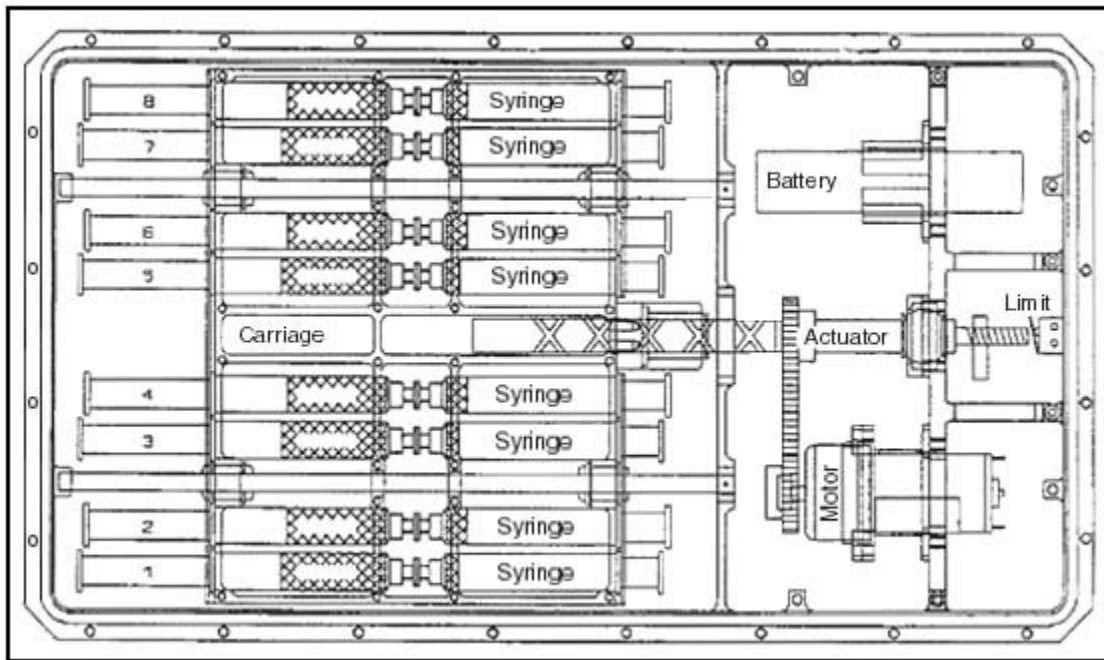 8 Syringe
7 Syringe
Battery
6 Syringe
5 Syringe
Limit
Carriage
Actuator
4 Syringe
3 Syringe
Motor
2 Syringe
1 Syringe